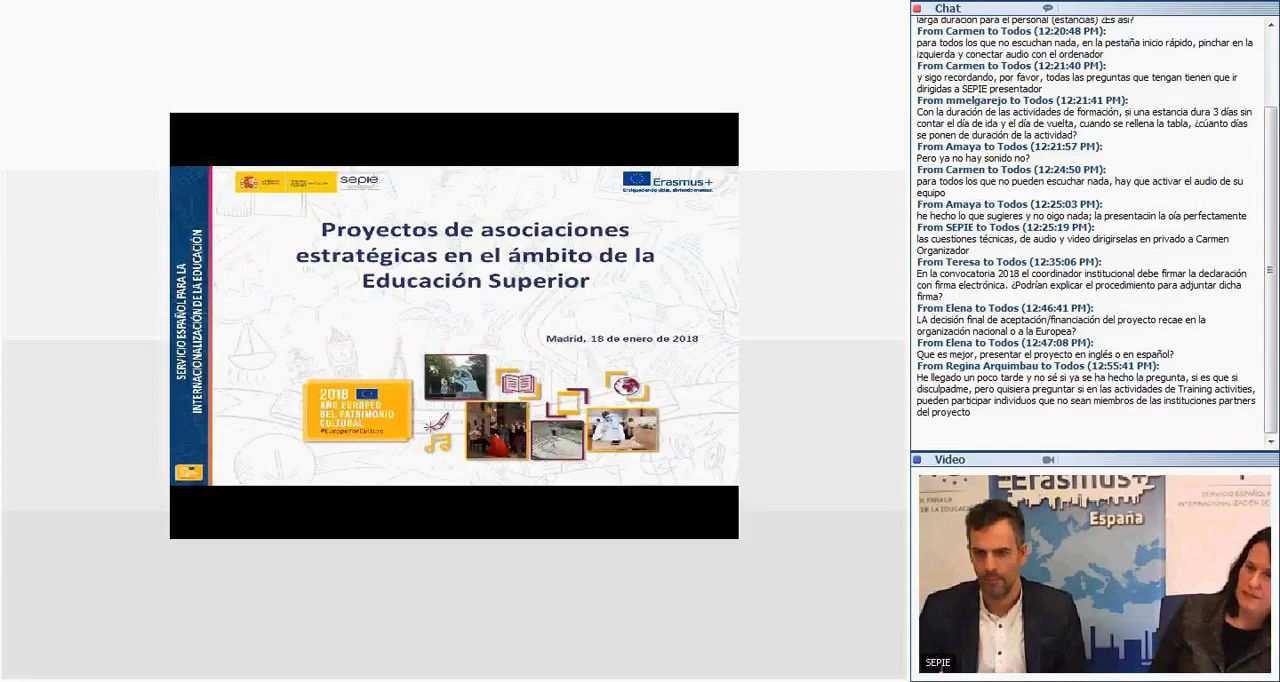 SERVICIO ESPAÑOL PARA LA
INTERNACIONALIZACIÓN DE LA EDUCACIÓN
sepie
Erasmus+
Enriqueciendo vidas, abriendo mentes.
Proyectos de asociaciones
estratégicas en el ámbito de la
Educación Superior
Madrid, 18 de enero de 2018
2018
AÑO EUROPEO
DEL PATRIMONIO
CULTURAL
#EuropeForCulture
Chat
larga duración para el personal (estancias) ¿Es así?
From Carmen to Todos (12:20:48 PM):
para todos los que no escuchan nada, en la pestaña inicio rápido, pinchar en la
izquierda y conectar audio con el ordenador
From Carmen to Todos (12:21:40 PM):
y sigo recordando, por favor, todas las preguntas que tengan tienen que ir
dirigidas a SEPIE presentador
From mmelgarejo to Todos (12:21:41 PM):
Con la duración de las actividades de formación, si una estancia dura 3 días sin
contar el día de ida y el día de vuelta, cuando se rellena la tabla, ¿cúanto días
se ponen de duración de la actividad?
From Amaya to Todos (12:21:57 PM):
Pero ya no hay sonido no?
From Carmen to Todos (12:24:50 PM):
para todos los que no pueden escuchar nada, hay que activar el audio de su
equipo
From Amaya to Todos (12:25:03 PM):
he hecho lo que sugieres y no oigo nada; la presentaciin la oía perfectamente
From SEPIE to Todos (12:25:19 PM):
las cuestiones técnicas, de audio y video dirigirselas en privado a Carmen
Organizador
From Teresa to Todos (12:35:06 PM):
En la convocatoria 2018 el coordinador institucional debe firmar la declaración
con firma electrónica. ¿Podrían explicar el procedimiento para adjuntar dicha
firma?
From Elena to Todos (12:46:41 PM):
LA decisión final de aceptación/financiación del proyecto recae en la
organización nacional o a la Europea?
From Elena to Todos (12:47:08 PM):
Que es mejor, presentar el proyecto en inglés o en español?
From Regina Arquimbau to Todos (12:55:41 PM):
He llegado un poco tarde y no sé si ya se ha hecho la pregunta, si es que si
disculpadme, pero quisiera preguntar si en las actividades de Training activities,
pueden participar individuos que no sean miembros de las instituciones partners
del proyecto
Video
Erasmus+
España
SERVICIO ESPAÑOL P
INTERNACIONALIZACIÓN DE
SEPIE